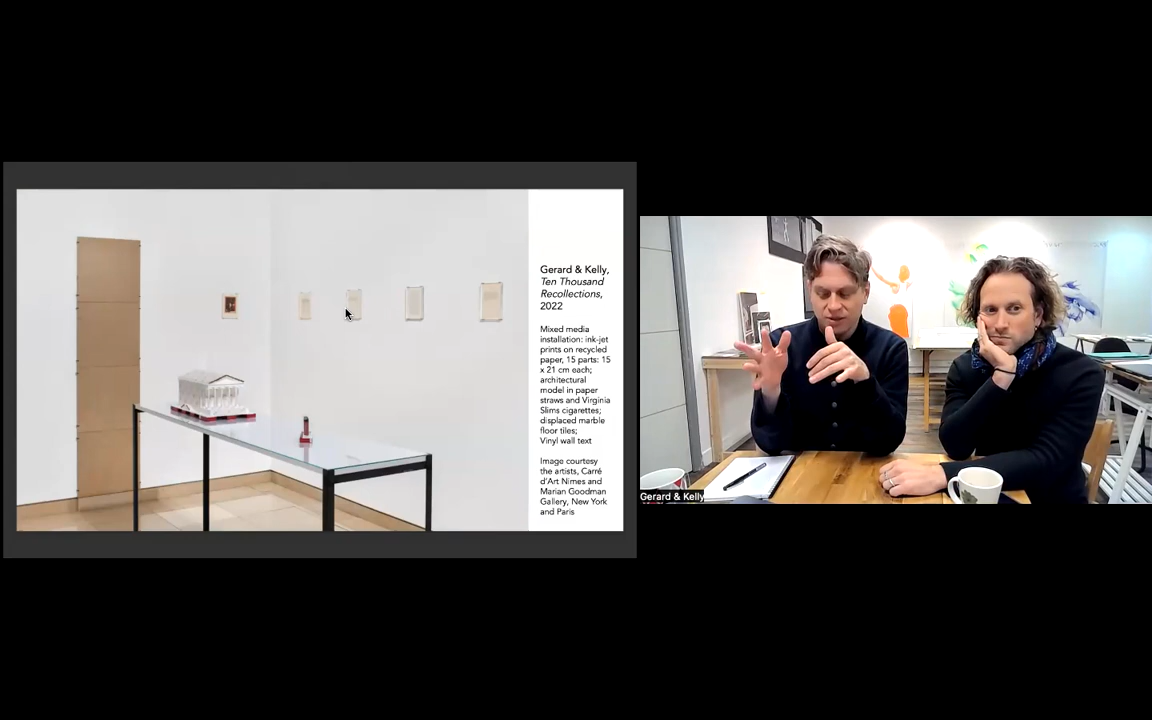 Gerard & Kelly,
Ten Thousand
Recollections,
2022
Mixed media
installation: ink-jet
prints on recycled
paper, 15 parts: 15
x 21 cm each;
architectural
model in paper
straws and Virginia
Slims cigarettes;
displaced marble
floor tiles;
Vinyl wall text
Image courtesy
the artists, Carré
d'Art Nimes and
Marian Goodman
Gallery, New York
and Paris
Gerard & Kelly